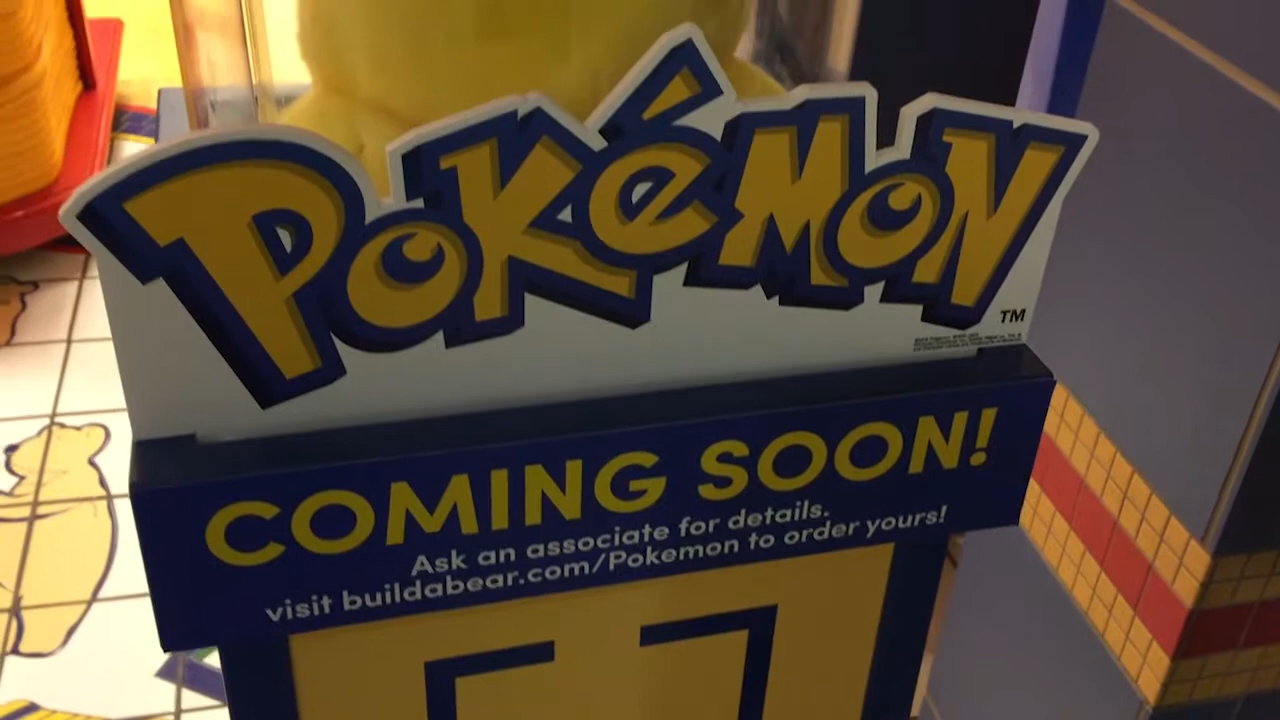 POKéMON
TM
COMING SOON!
Ask an associate for details.
visit buildabear.com/Pokemon to order yours!